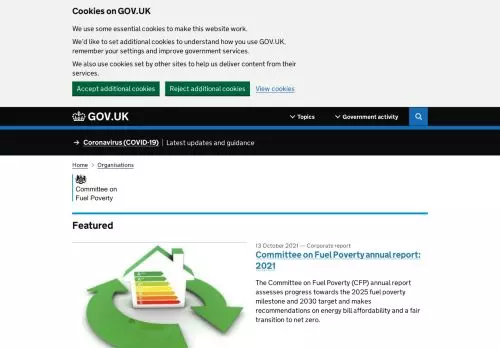 Cookies on GOV.UK
We use some essential cookies to make this website work.
We'd like to set additional cookies to understand how you use GOV.UK,
remember your settings and improve government services.
We also use cookies set by other sites to help us deliver content from their
services.
Accept additional cookies
Reject additional cookies
View cookies
GOV.UK
Topics
Government activity
→ Coronavirus (COVID-19) | Latest updates and guidance
Home > Organisations
Committee on
Fuel Poverty
Featured
13 October 2021 — Corporate report
Committee on Fuel Poverty annual report:
2021
The Committee on Fuel Poverty (CFP) annual report
assesses progress towards the 2025 fuel poverty
milestone and 2030 target and makes
recommendations on energy bill affordability and a fair
transition to net zero.